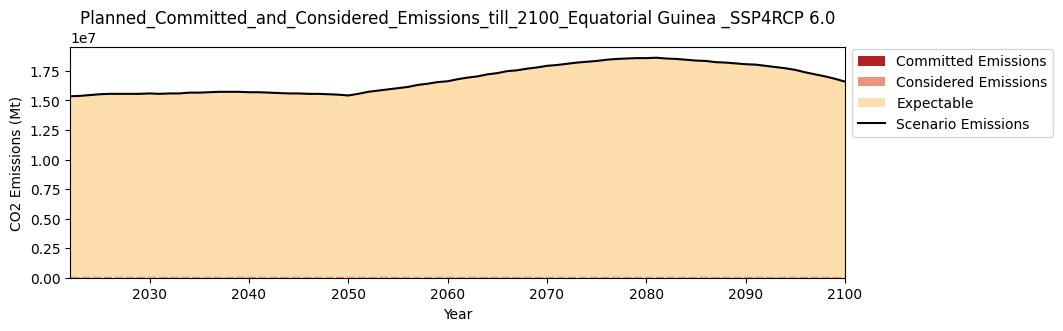 Planned_Committed_and_Considered_Emissions_till_2100_Equatorial Guinea _SSP4RCP 6.0
1e7
1.75
1.50
1.25
1.00
0.75
0.50
0.25
0.00
CO2 Emissions (Mt)
2030 2040 2050 2060 2070 2080 2090 2100
Year
Committed Emissions
Considered Emissions
Expectable
Scenario Emissions